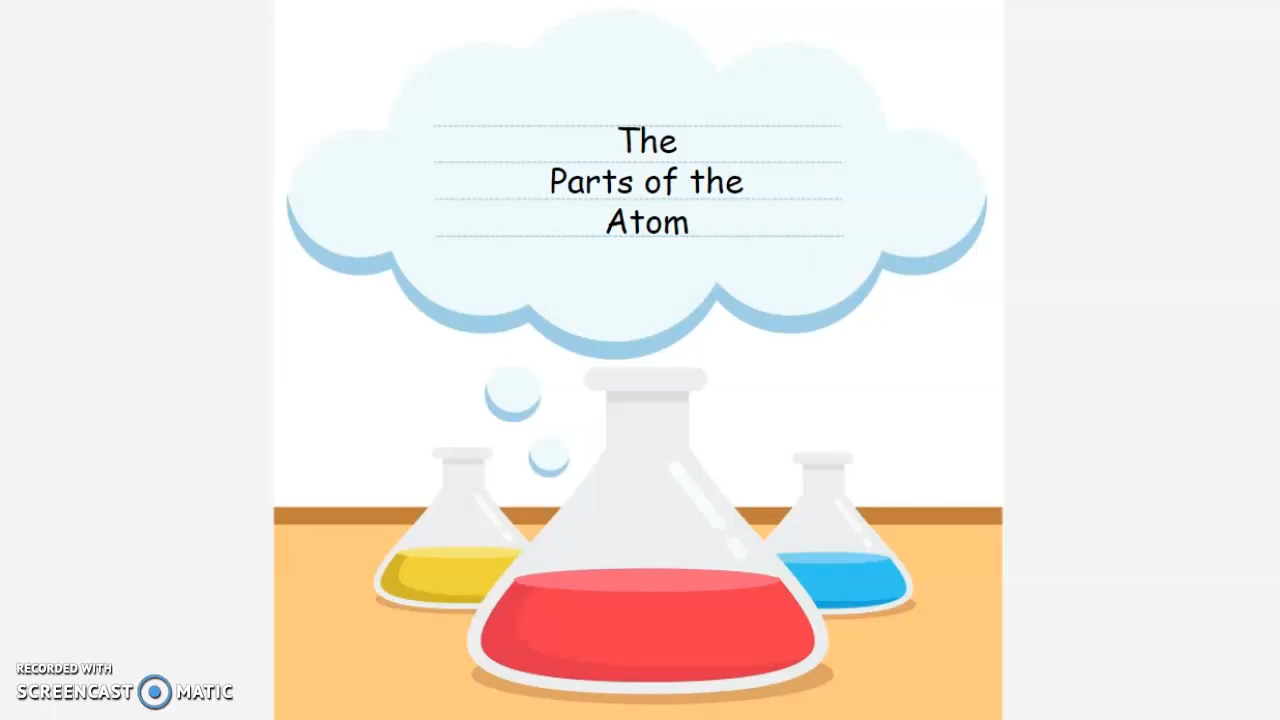 The
Parts of the
Atom
RECORDED WITH
SCREENCAST MATIC